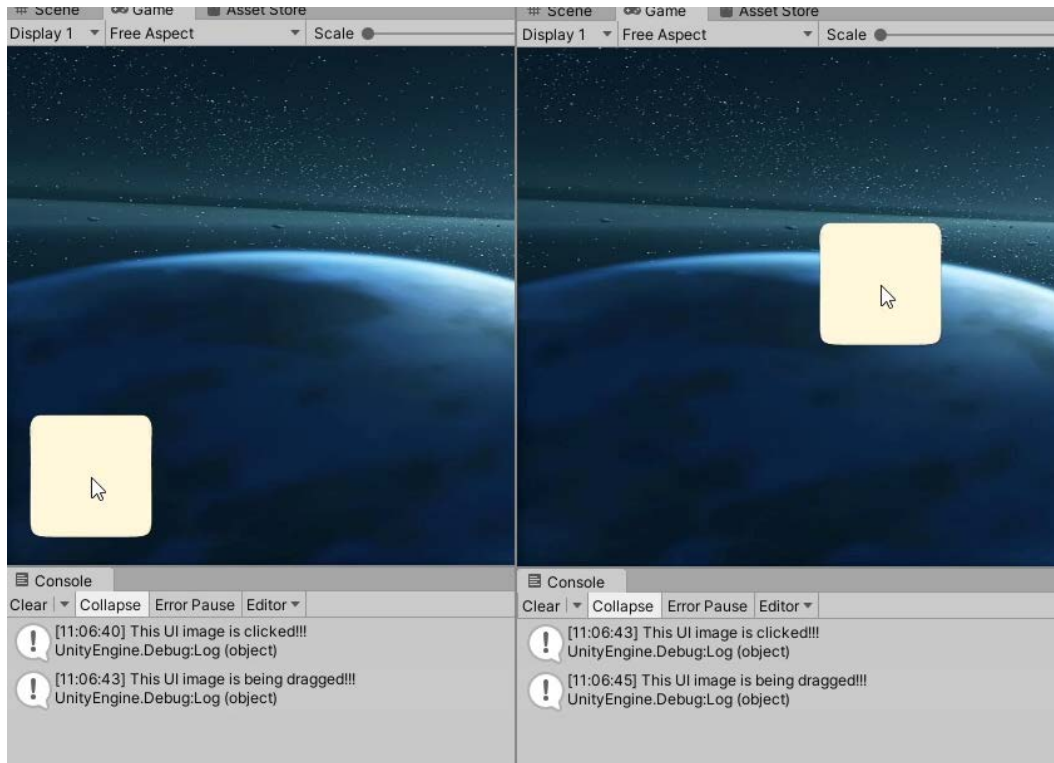 Scene Game Asset Store
Display 1 Free Aspect Scale
Console
Clear Collapse Error Pause Editor
[11:06:40] This UI image is clicked!!!
UnityEngine.Debug:Log (object)
[11:06:43] This UI image is being dragged!!!
UnityEngine.Debug:Log (object)
Scene Game Asset Store
Display 1 Free Aspect Scale
Console
Clear Collapse Error Pause Editor
[11:06:43] This UI image is clicked!!!
UnityEngine.Debug:Log (object)
[11:06:45] This UI image is being dragged!!!
UnityEngine.Debug:Log (object)